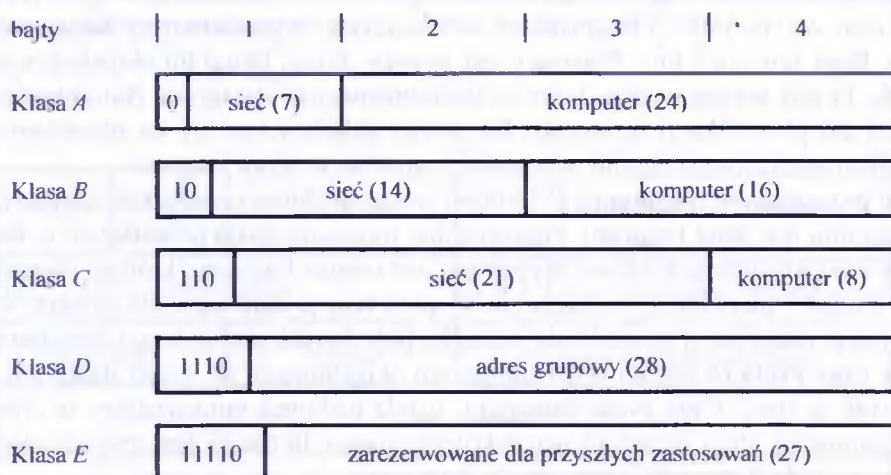 bajty 1 2 3 4
Klasa A 0 sieć (7) komputer (24)
Klasa B 10 sieć (14) komputer (16)
Klasa C 110 sieć (21) komputer (8)
Klasa D 1110 adres grupowy (28)
Klasa E 11110 zarezerwowane dla przyszłych zastosowań (27)